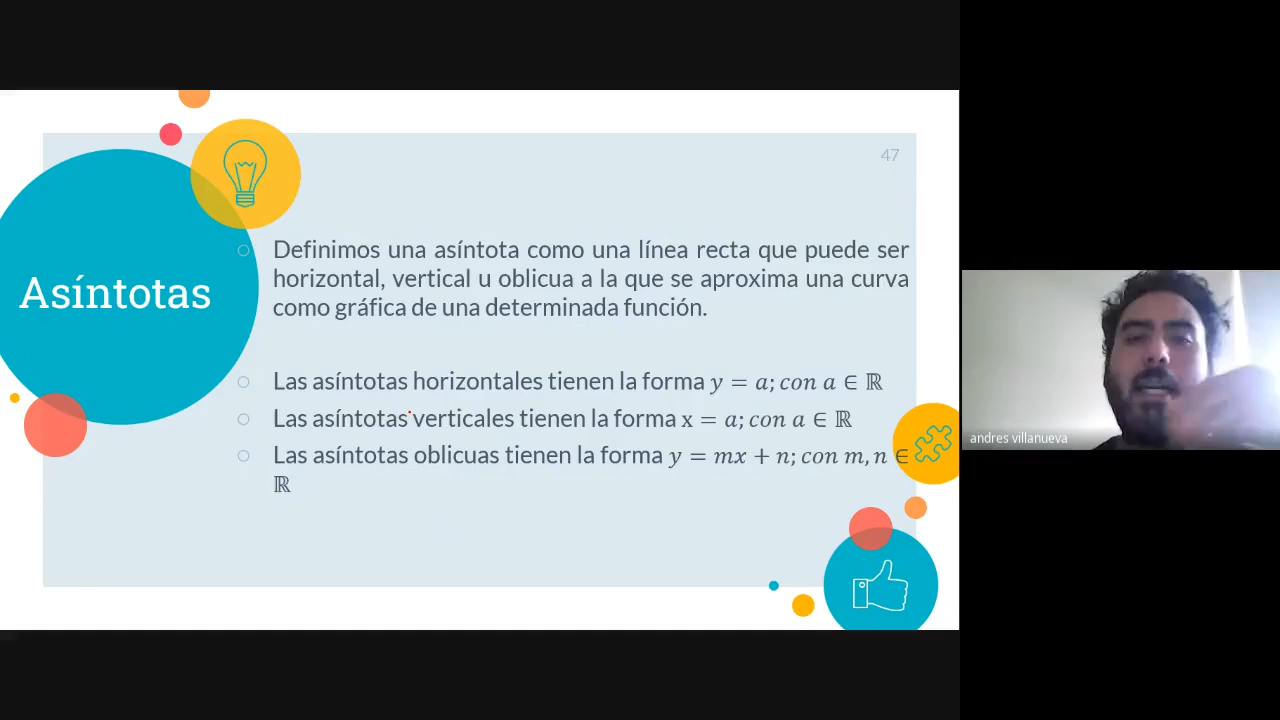 47
Asíntotas
Definimos una asíntota como una línea recta que puede ser
horizontal, vertical u oblicua a la que se aproxima una curva
como gráfica de una determinada función.
Las asíntotas horizontales tienen la forma y = a; con a ∈ ℝ
Las asíntotas verticales tienen la forma x = a; con a ∈ ℝ
Las asíntotas oblicuas tienen la forma y = mx + n; con m, n ∈
ℝ
andres villanueva